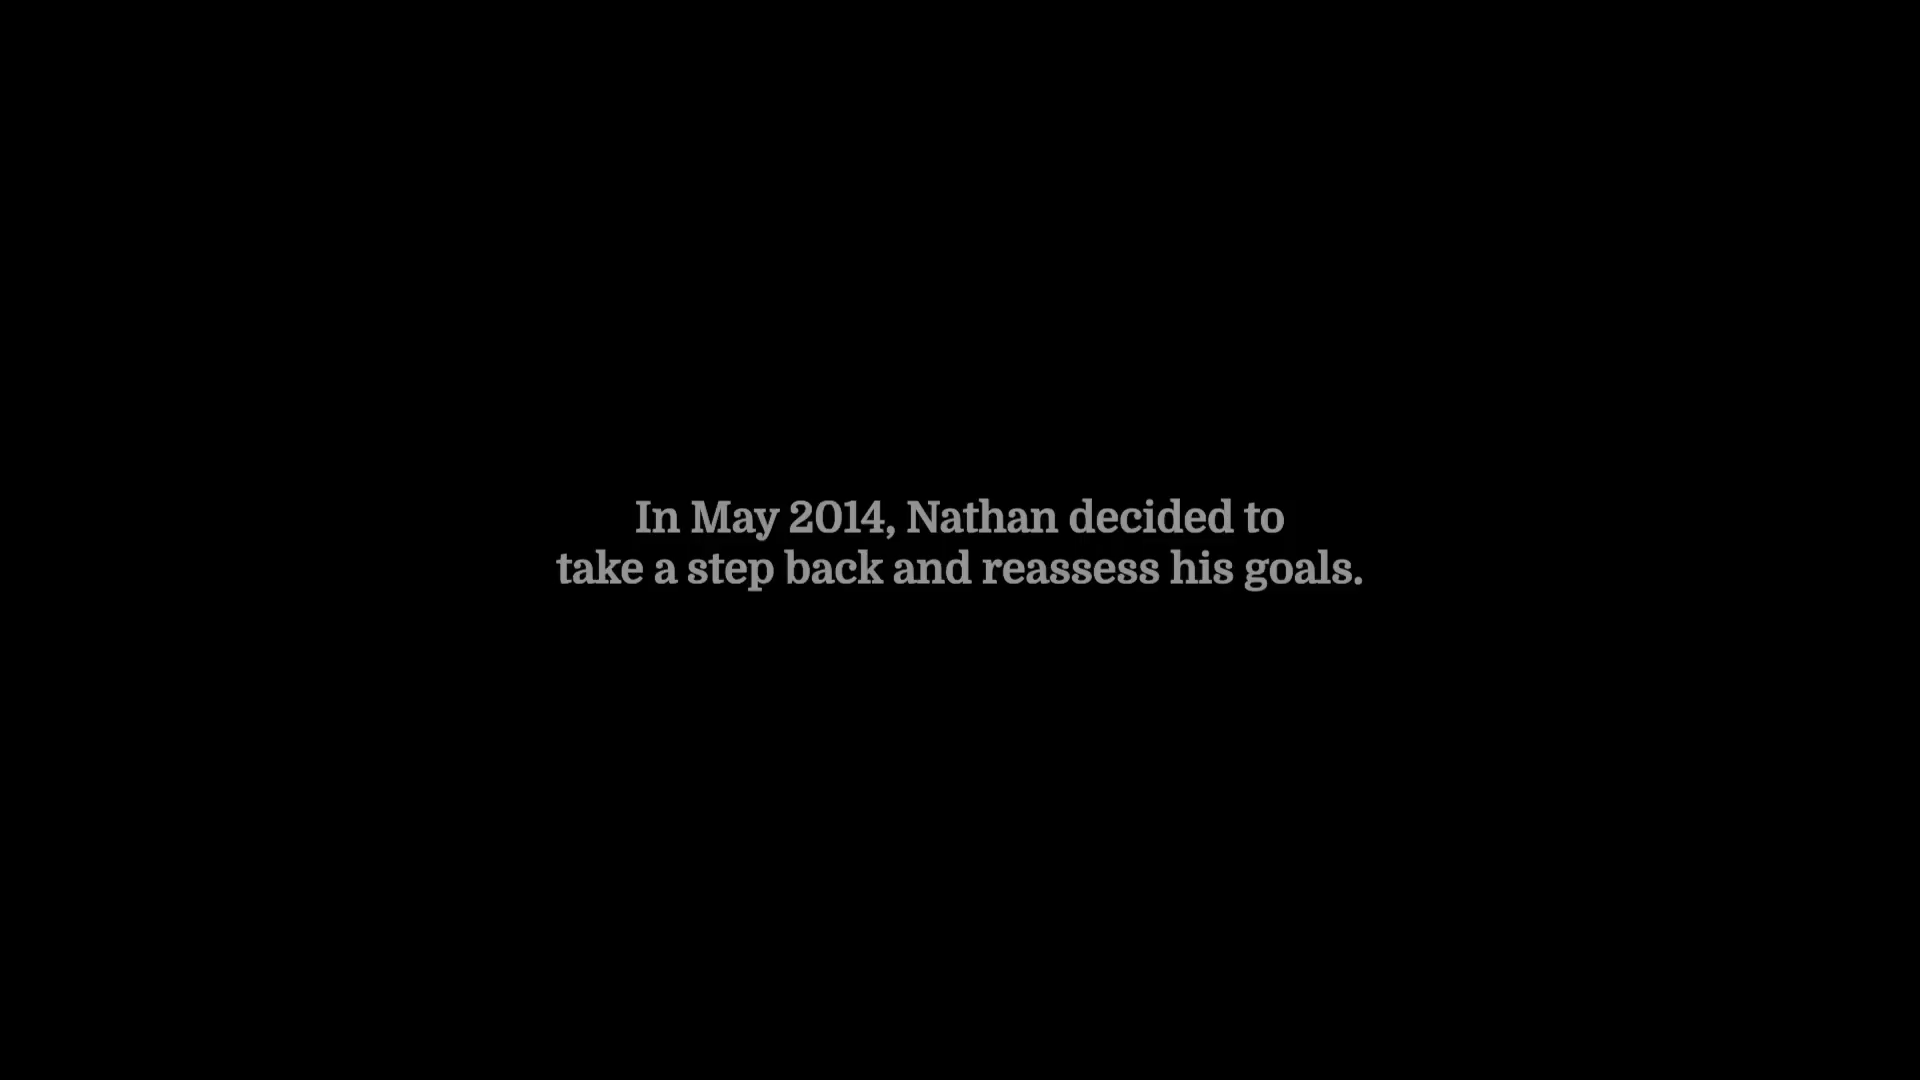 In May 2014, Nathan decided to
take a step back and reassess his goals.